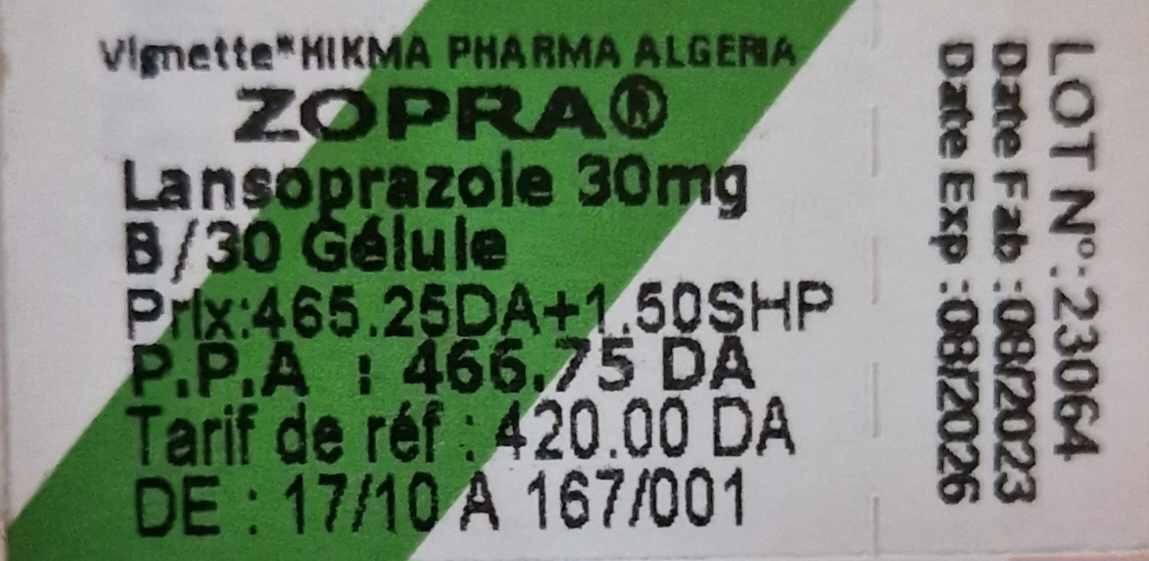 Vignette*HIKMA PHARMA ALGERIA
ZOPRA®
Lansoprazole 30mg
B/30 Gélule
Prix:465.25DA+1.50SHP
P.P.A : 466.75 DA
Tarif de réf : 420.00 DA
DE : 17/10 A 167/001
LOT N°:23064
Date Fab :08/2023
Date Exp :08/2026